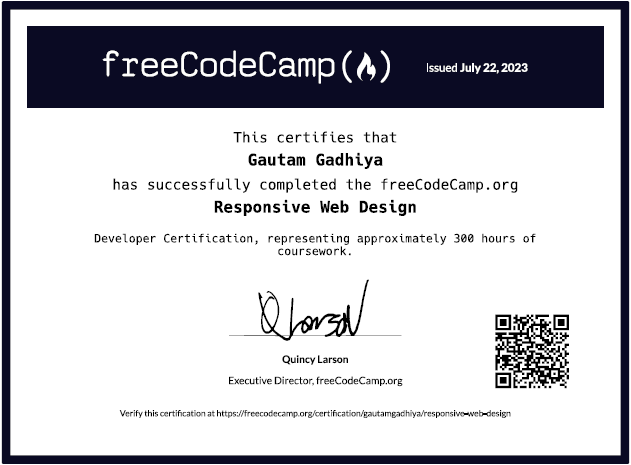 freeCodeCamp
Issued July 22, 2023
This certifies that
Gautam Gadhiya
has successfully completed the freeCodeCamp.org
Responsive Web Design
Developer Certification, representing approximately 300 hours of
coursework.
Q Larson
Quincy Larson
Executive Director, freeCodeCamp.org
Verify this certification at https://freecodecamp.org/certification/gautamgadhiya/responsive-web-design